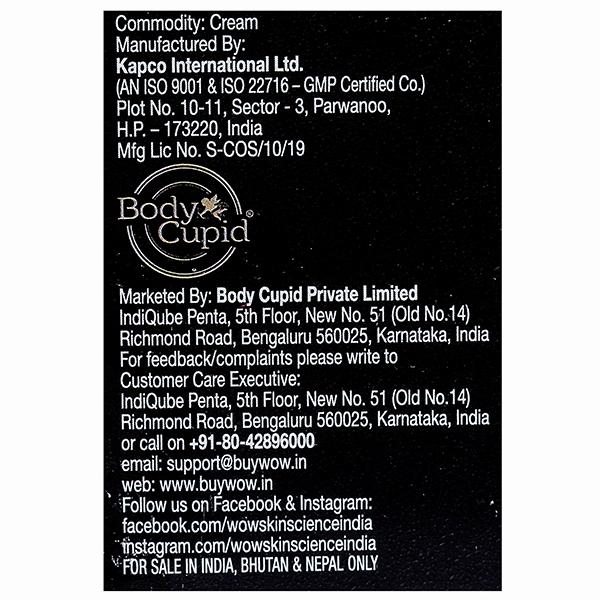 Commodity: Cream
Manufactured By:
Kapco International Ltd.
(AN ISO 9001 & ISO 22716 – GMP Certified Co.)
Plot No. 10-11, Sector - 3, Parwanoo,
H.P. – 173220, India
Mfg Lic No. S-COS/10/19
Body
Cupid®
Marketed By: Body Cupid Private Limited
IndiQube Penta, 5th Floor, New No. 51 (Old No.14)
Richmond Road, Bengaluru 560025, Karnataka, India
For feedback/complaints please write to
Customer Care Executive:
IndiQube Penta, 5th Floor, New No. 51 (Old No.14)
Richmond Road, Bengaluru 560025, Karnataka, India
or call on +91-80-42896000
email: support@buywow.in
web: www.buywow.in
Follow us on Facebook & Instagram:
facebook.com/wowskinscienceindia
instagram.com/wowskinscienceindia
FOR SALE IN INDIA, BHUTAN & NEPAL ONLY